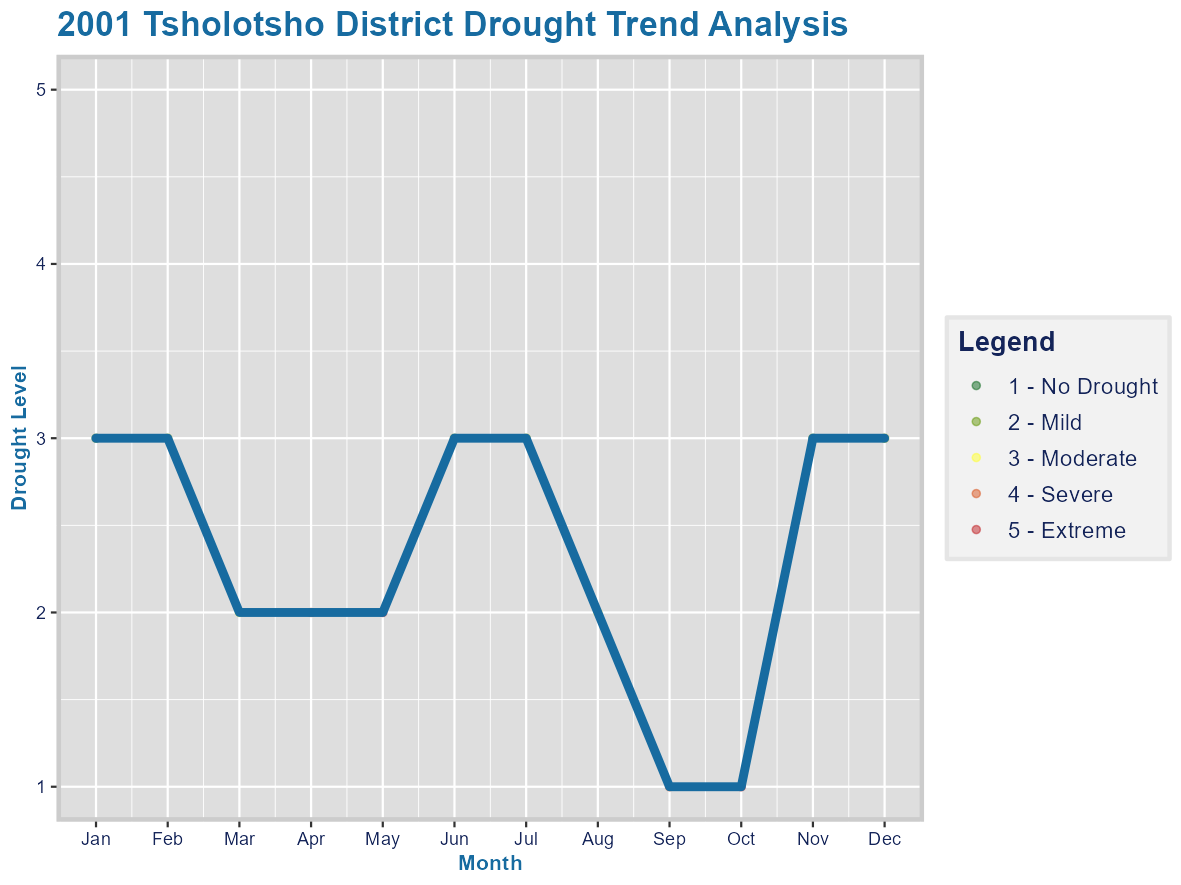 2001 Tsholotsho District Drought Trend Analysis
5
4
3
2
1
Drought Level
Jan Feb Mar Apr May Jun Jul Aug Sep Oct Nov Dec
Month
Legend
1 - No Drought
2 - Mild
3 - Moderate
4 - Severe
5 - Extreme